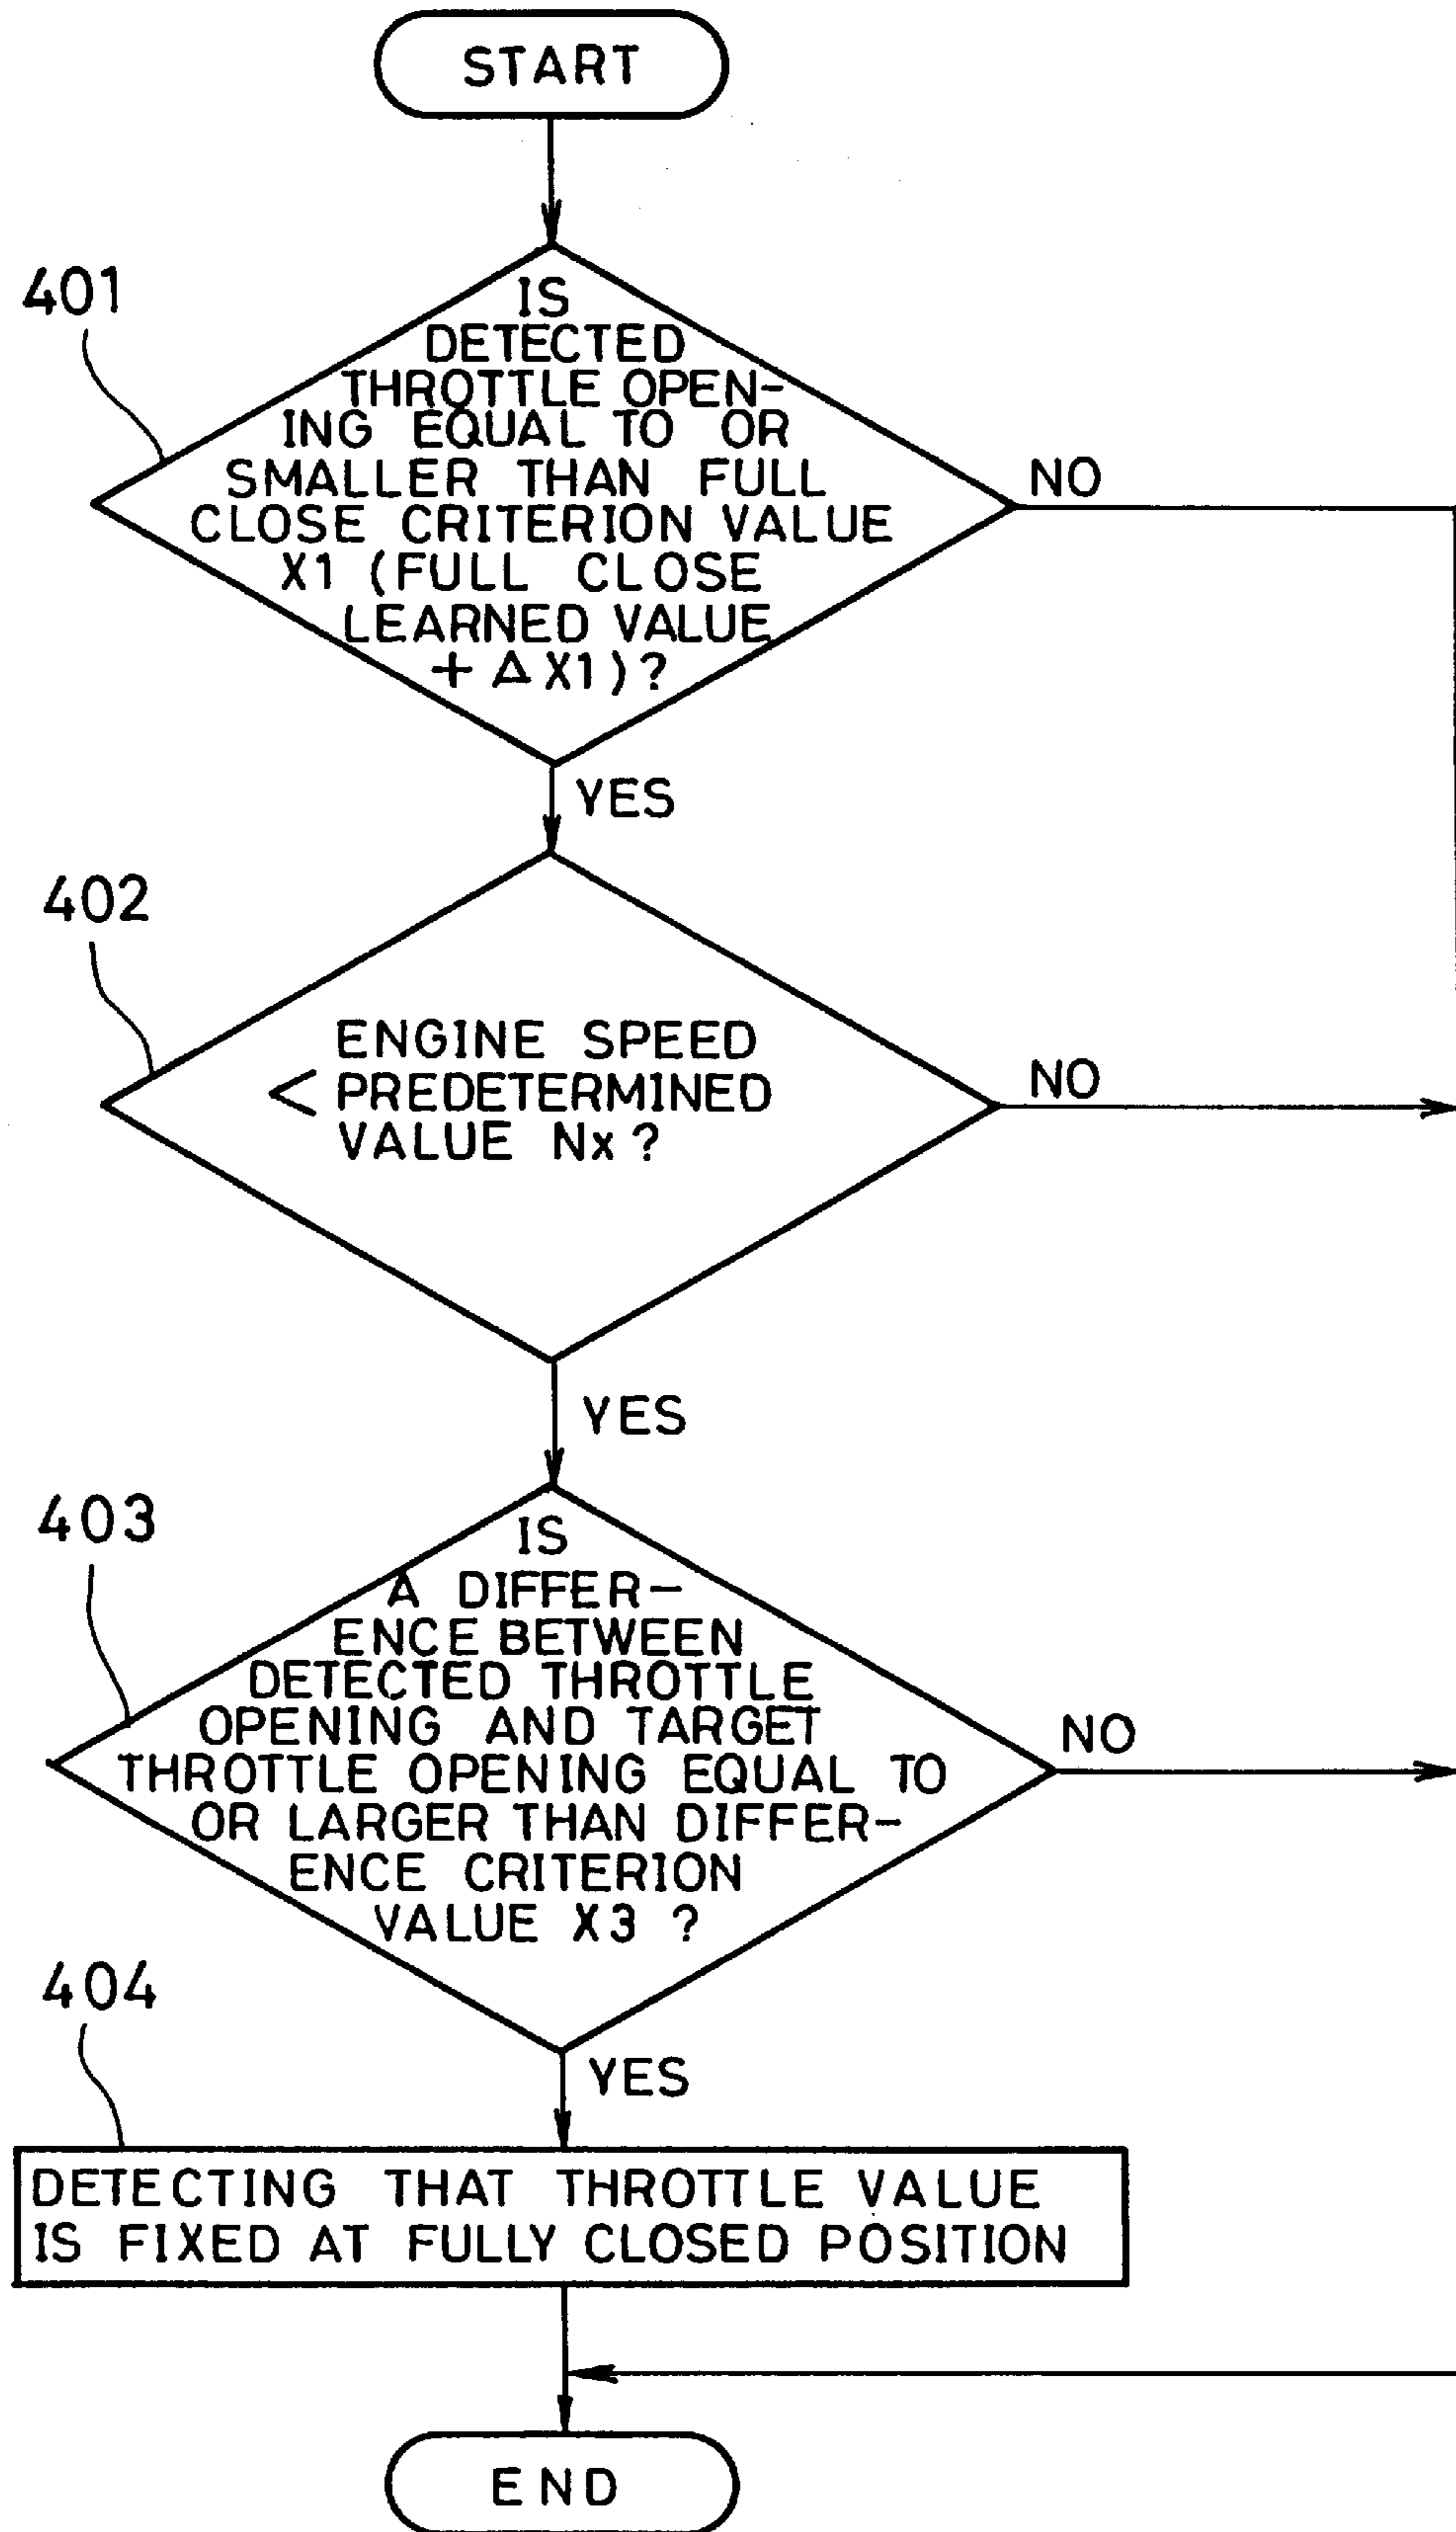 START
401
IS
DETECTED
THROTTLE OPEN-
ING EQUAL TO OR
SMALLER THAN FULL
CLOSE CRITERION VALUE
X1 (FULL CLOSE
LEARNED VALUE
+ ΔX1)?
NO
YES
402
ENGINE SPEED
< PREDETERMINED
VALUE Nx?
NO
YES
403
IS
A DIFFER-
ENCE BETWEEN
DETECTED THROTTLE
OPENING AND TARGET
THROTTLE OPENING EQUAL TO
OR LARGER THAN DIFFER-
ENCE CRITERION
VALUE X3 ?
NO
YES
404
DETECTING THAT THROTTLE VALUE
IS FIXED AT FULLY CLOSED POSITION
END